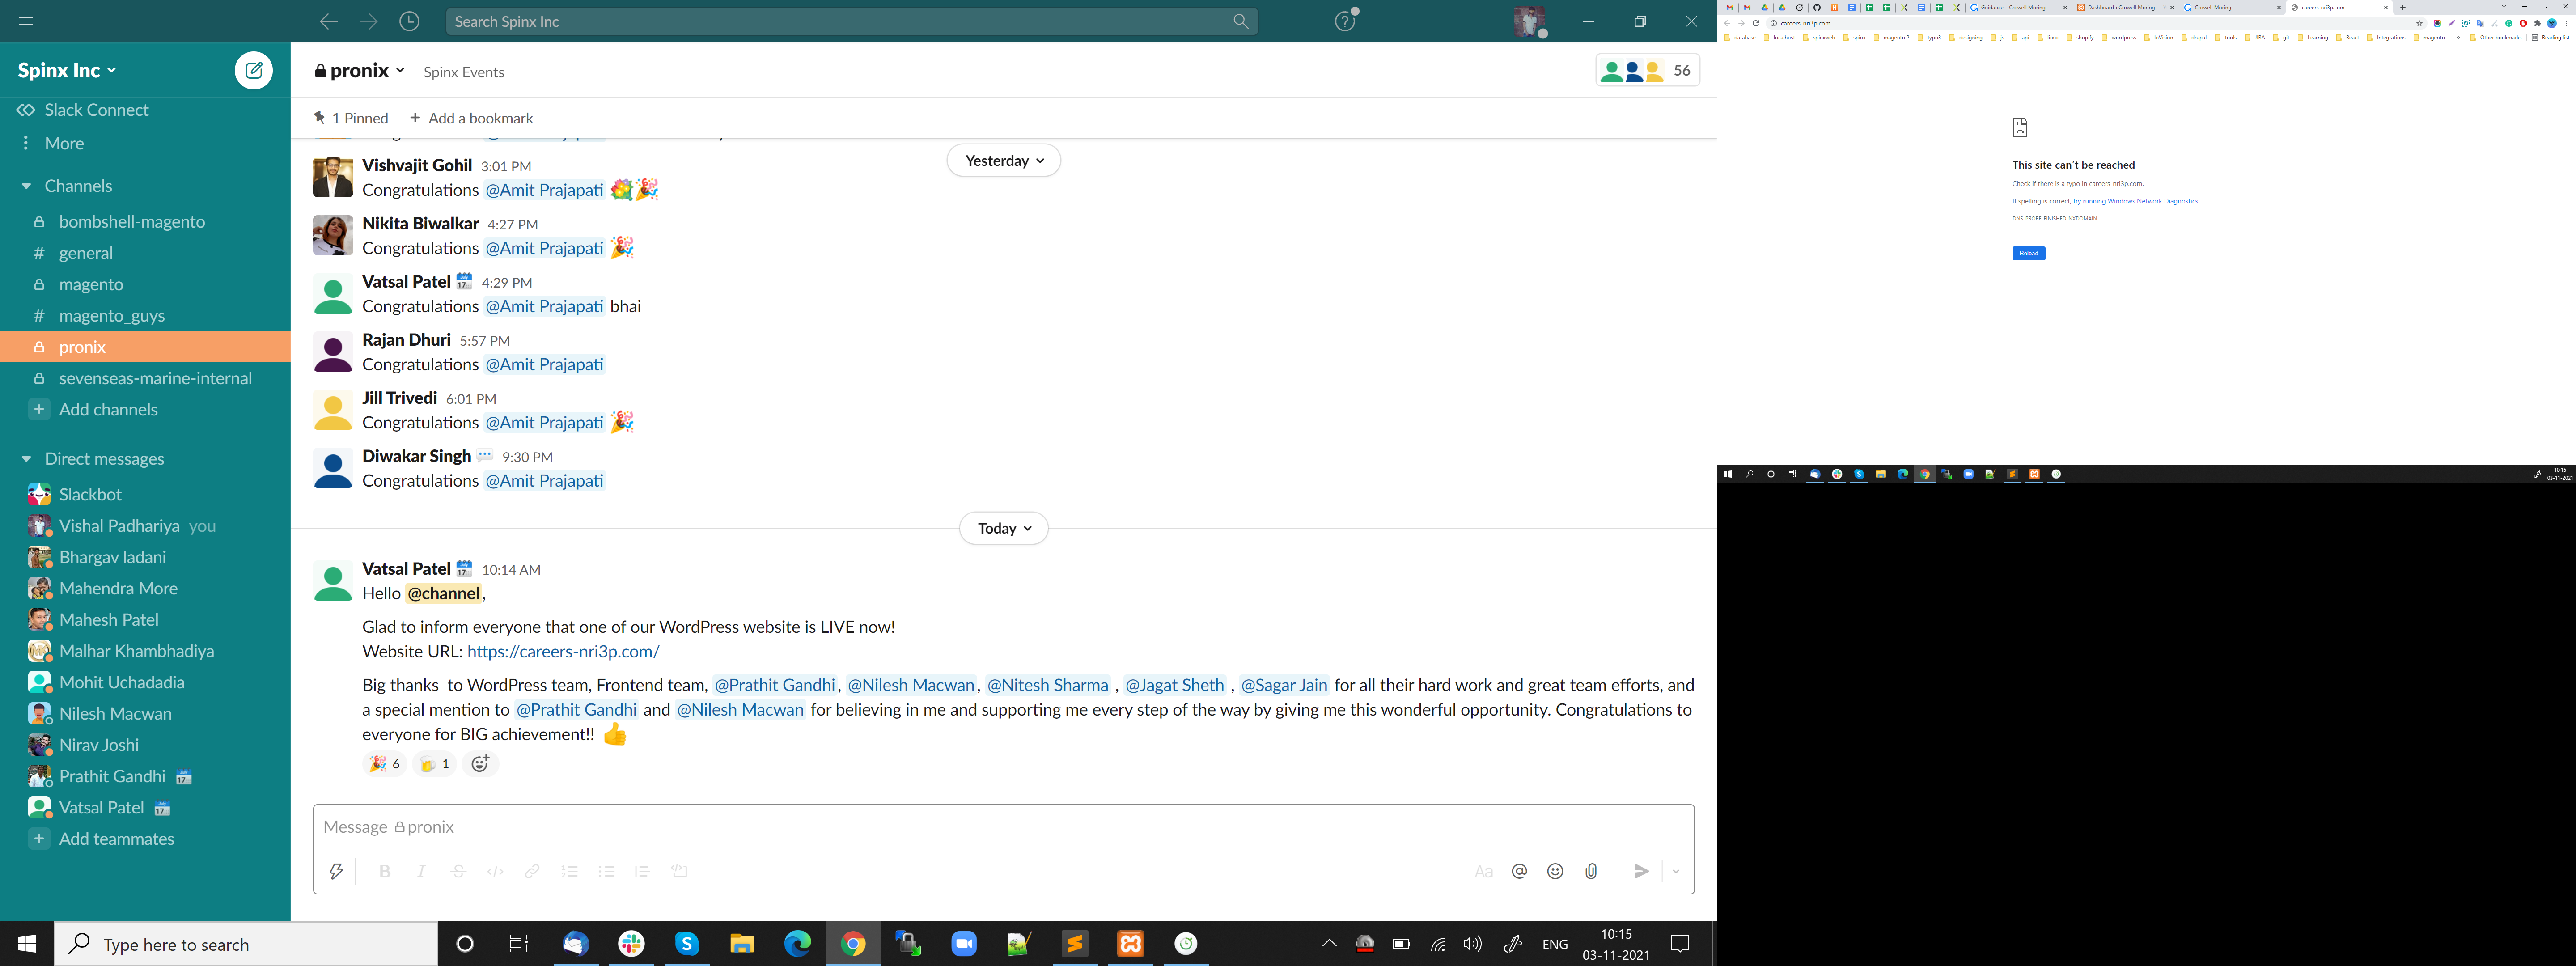 Search Spinx Inc
Spinx Inc
Slack Connect
More
Channels
bombshell-magento
general
magento
magento_guys
pronix
sevenseas-marine-internal
Add channels
Direct messages
Slackbot
Vishal Padhariya you
Bhargav ladani
Mahendra More
Mahesh Patel
Malhar Khambhadiya
Mohit Uchadadia
Nilesh Macwan
Nirav Joshi
Prathit Gandhi
Vatsal Patel
Add teammates
pronix
Spinx Events
56
1 Pinned
+ Add a bookmark
Yesterday
Vishvajit Gohil 3:01 PM
Congratulations @Amit Prajapati
Nikita Biwalkar 4:27 PM
Congratulations @Amit Prajapati
Vatsal Patel 4:29 PM
Congratulations @Amit Prajapati bhai
Rajan Dhuri 5:57 PM
Congratulations @Amit Prajapati
Jill Trivedi 6:01 PM
Congratulations @Amit Prajapati
Diwakar Singh 9:30 PM
Congratulations @Amit Prajapati
Today
Vatsal Patel 10:14 AM
Hello @channel,
Glad to inform everyone that one of our WordPress website is LIVE now!
Website URL: https://careers-nri3p.com/
Big thanks to WordPress team, Frontend team, @Prathit Gandhi, @Nilesh Macwan, @Nitesh Sharma , @Jagat Sheth , @Sagar Jain for all their hard work and great team efforts, and
a special mention to @Prathit Gandhi and @Nilesh Macwan for believing in me and supporting me every step of the way by giving me this wonderful opportunity. Congratulations to
everyone for BIG achievement!!
6 1
Message pronix
Type here to search
ENG
10:15
03-11-2021
Guidance – Crowell Moring
Dashboard ‹ Crowell Moring —
Crowell Moring
careers-nri3p.com
careers-nri3p.com
database localhost spinxweb spinx magento 2 typo3 designing js api linux shopify wordpress InVision drupal tools JIRA git Learning React Integrations magento » Other bookmarks Reading list
This site can't be reached
Check if there is a typo in careers-nri3p.com.
If spelling is correct, try running Windows Network Diagnostics.
DNS_PROBE_FINISHED_NXDOMAIN
Reload
10:15
03-11-2021